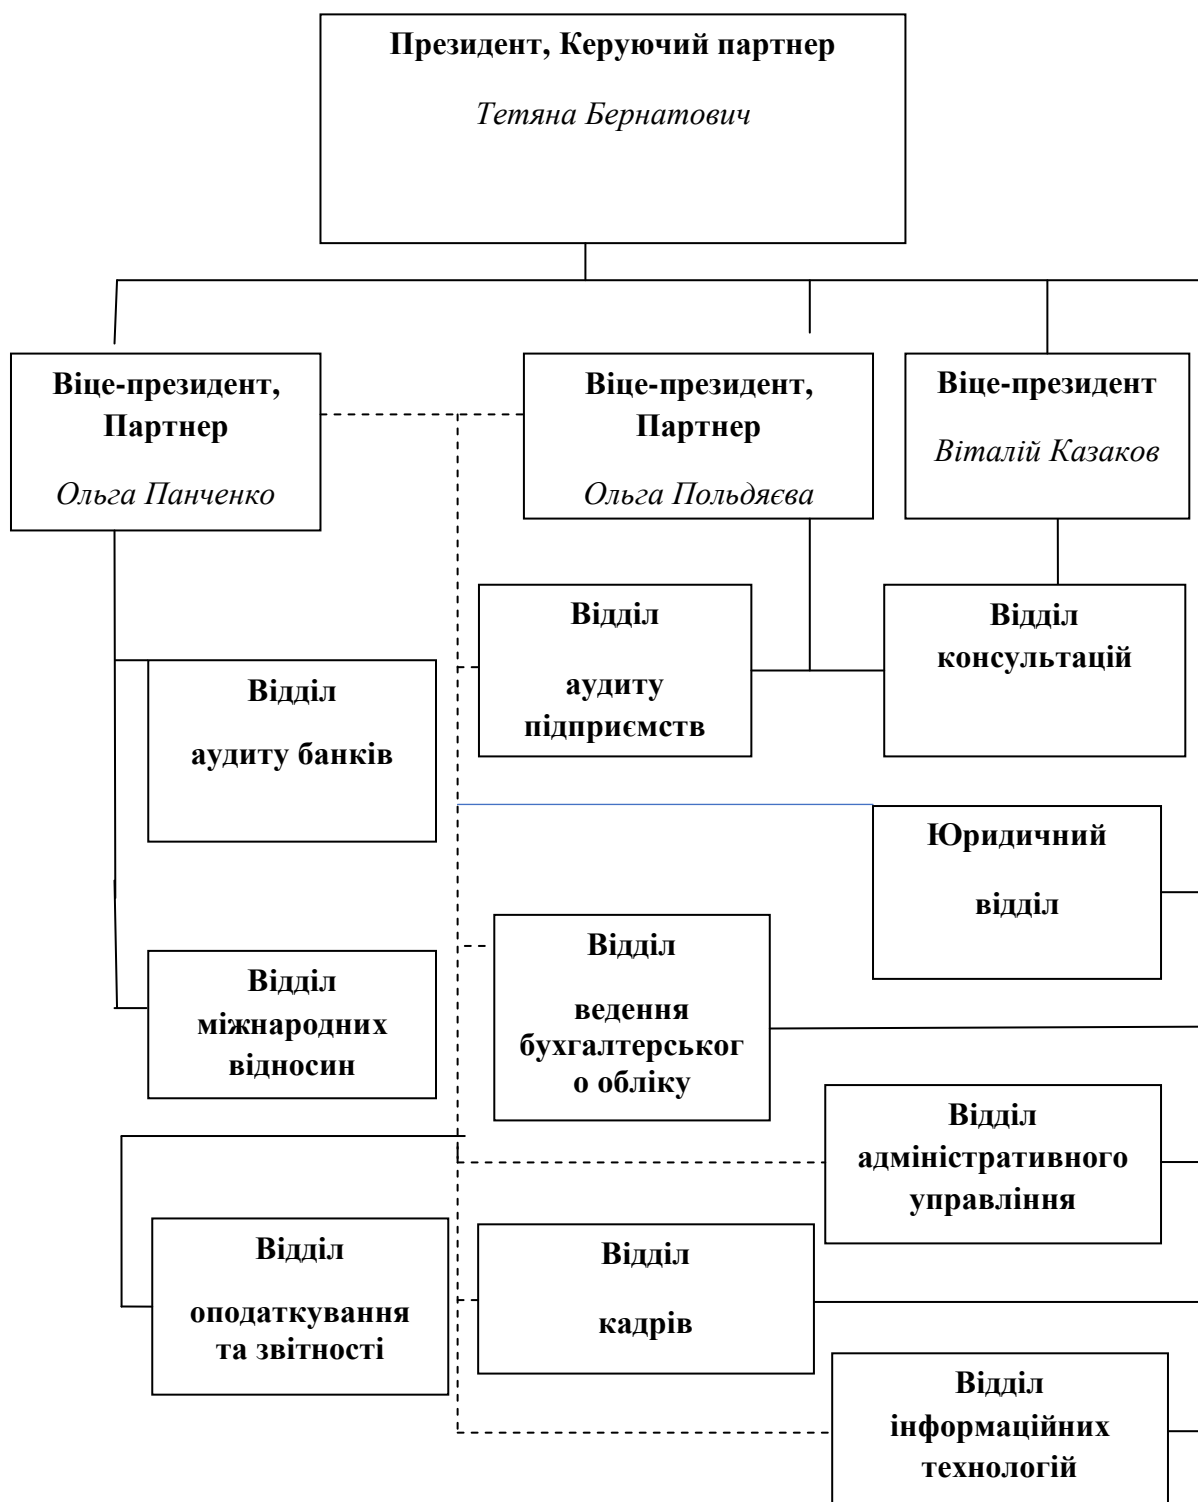 Президент, Керуючий партнер
Тетяна Бернатович
Віце-президент,
Партнер
Ольга Панченко
Віце-президент,
Партнер
Ольга Польдяєва
Віце-президент
Віталій Казаков
Відділ
аудиту
підприємств
Відділ
консультацій
Відділ
аудиту банків
Юридичний
відділ
Відділ
ведення
бухгалтерськог
о обліку
Відділ
міжнародних
відносин
Відділ
адміністративного
управління
Відділ
оподаткування
та звітності
Відділ
кадрів
Відділ
інформаційних
технологій